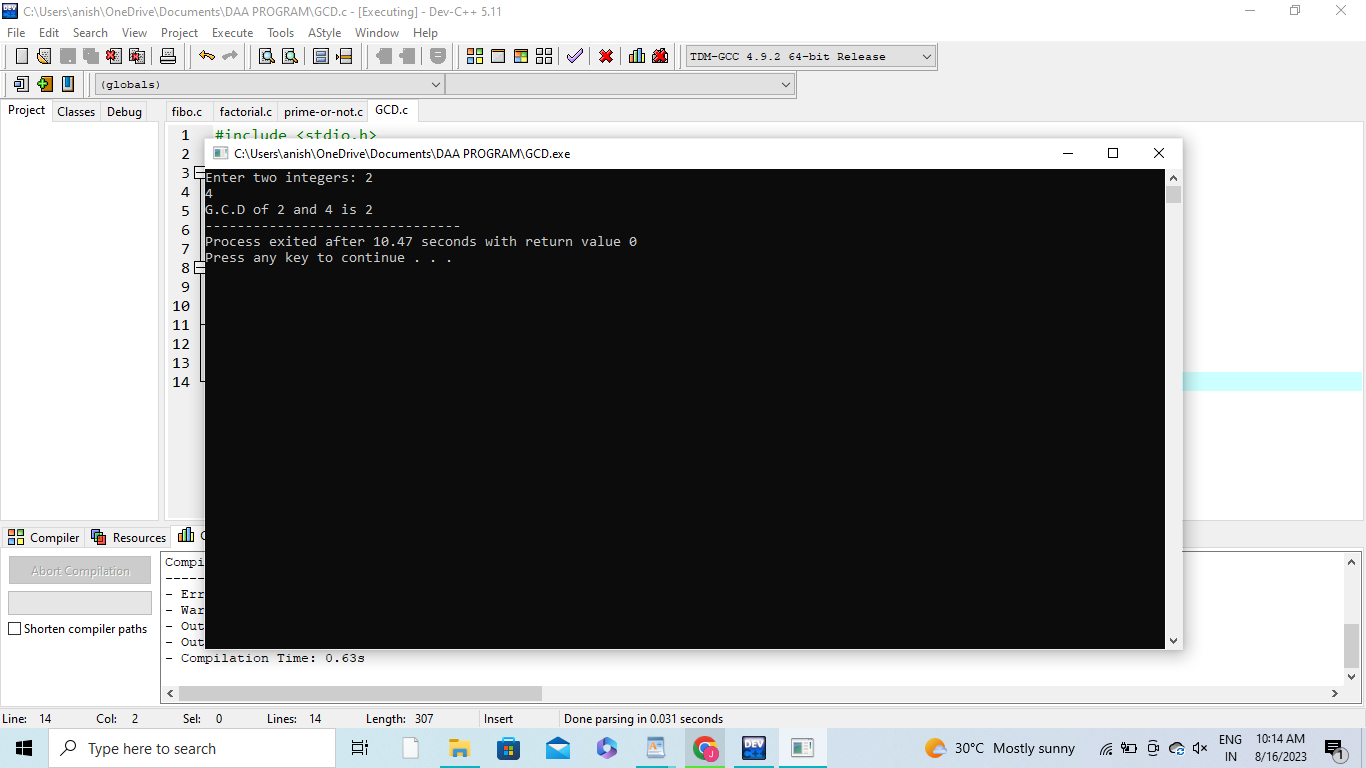 C:\Users\anish\OneDrive\Documents\DAA PROGRAM\GCD.c - [Executing] - Dev-C++ 5.11
File Edit Search View Project Execute Tools AStyle Window Help
TDM-GCC 4.9.2 64-bit Release
(globals)
Project Classes Debug fibo.c factorial.c prime-or-not.c GCD.c
1 #include <stdio.h>
2
3
4
5
6
7
8
9
10
11
12
13
14
C:\Users\anish\OneDrive\Documents\DAA PROGRAM\GCD.exe
Enter two integers: 2
4
G.C.D of 2 and 4 is 2
--------------------------------
Process exited after 10.47 seconds with return value 0
Press any key to continue . . .
Compiler Resources
Abort Compilation
Shorten compiler paths
Compi
-----
- Err
- War
- Out
- Out
- Compilation Time: 0.63s
Line: 14 Col: 2 Sel: 0 Lines: 14 Length: 307 Insert Done parsing in 0.031 seconds
Type here to search
DEV
30°C Mostly sunny
ENG
IN
10:14 AM
8/16/2023
1